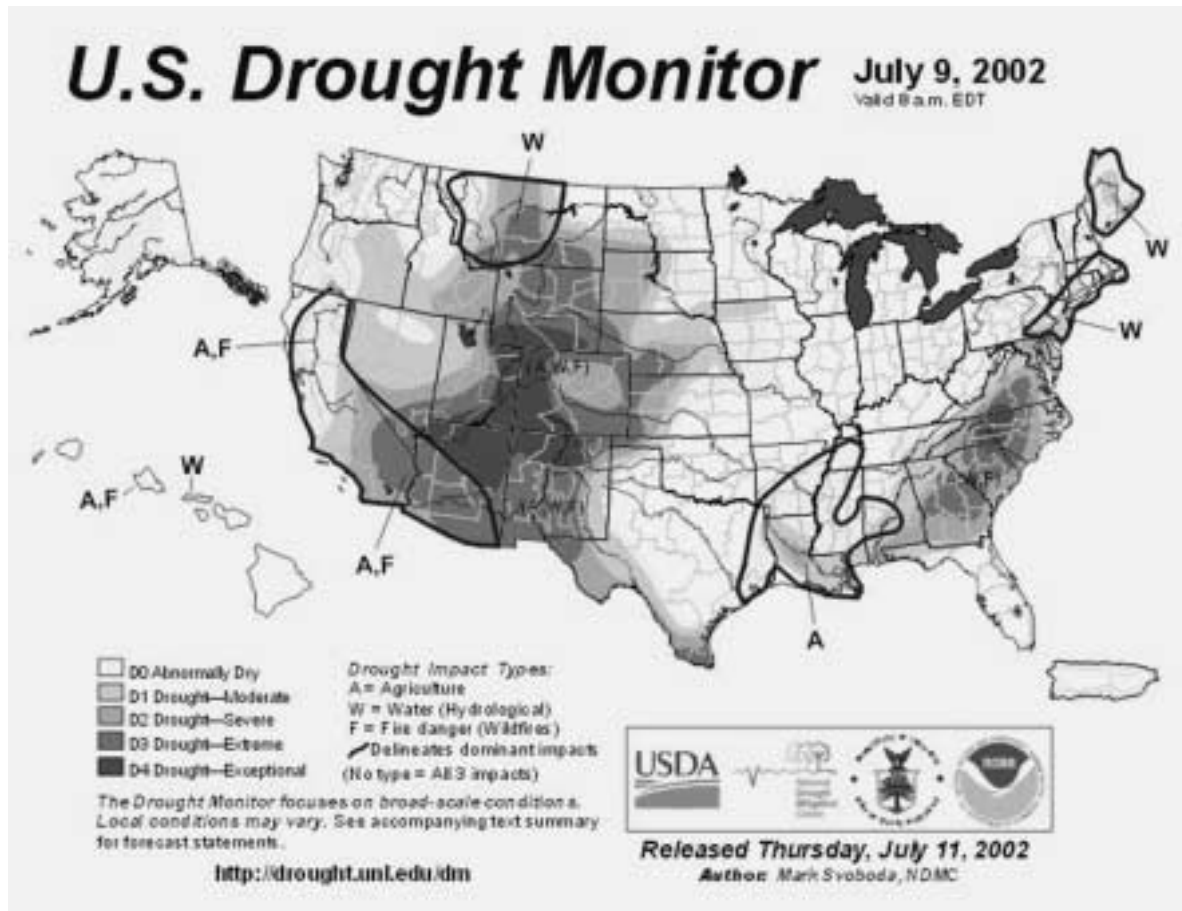 U.S. Drought Monitor
July 9, 2002
Valid 8 a.m. EDT
W
W
W
A,F
(A,W,F)
W
A,F
(A,W,F)
A,F
A
D0 Abnormally Dry
D1 Drought—Moderate
D2 Drought—Severe
D3 Drought—Extreme
D4 Drought—Exceptional
Drought Impact Types:
A = Agriculture
W = Water (Hydrological)
F = Fire danger (Wildfires)
Delineates dominant impacts
(No type = All 3 impacts)
The Drought Monitor focuses on broad-scale conditions.
Local conditions may vary. See accompanying text summary
for forecast statements.
http://drought.unl.edu/dm
USDA
Released Thursday, July 11, 2002
Author: Mark Svoboda, NDMC